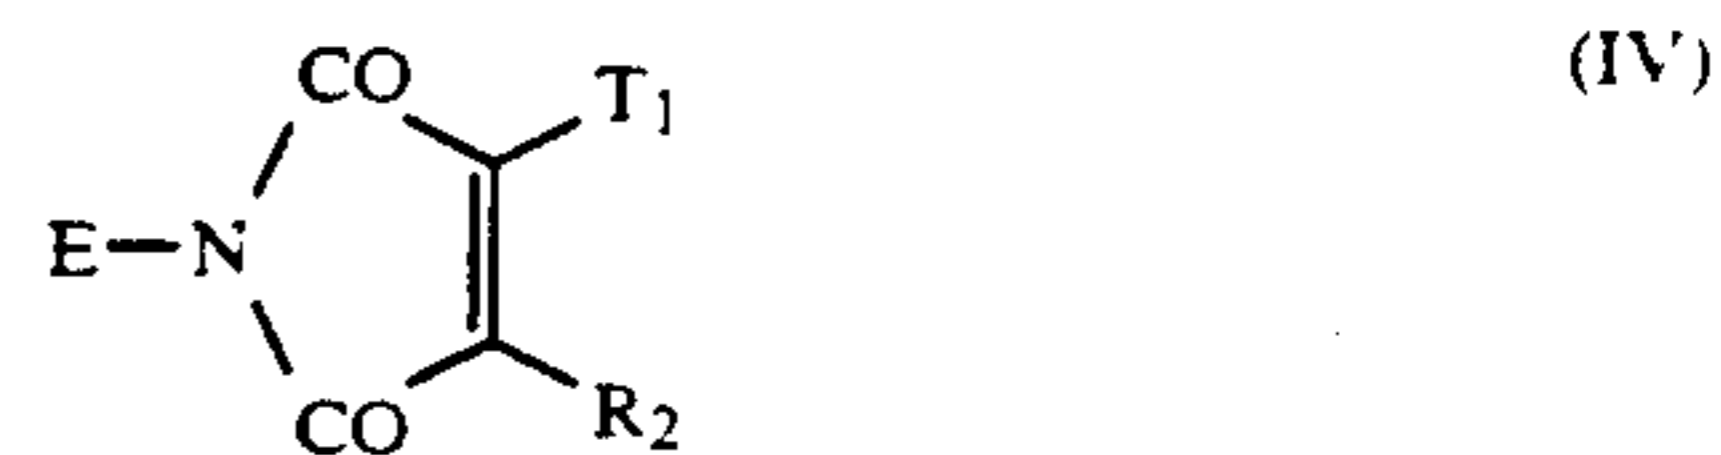 CO T₁ (IV)
E—N
CO R₂